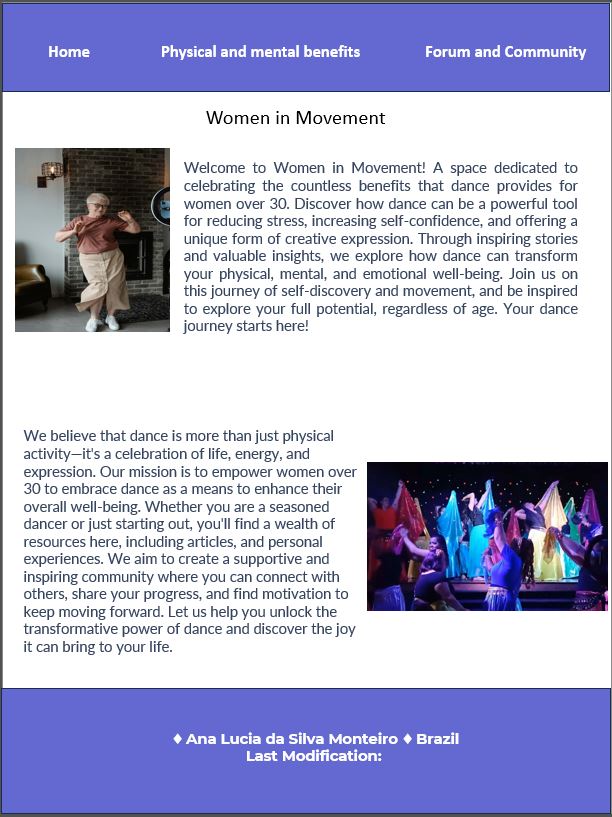 Home Physical and mental benefits Forum and Community
Women in Movement
Welcome to Women in Movement! A space dedicated to
celebrating the countless benefits that dance provides for
women over 30. Discover how dance can be a powerful tool
for reducing stress, increasing self-confidence, and offering a
unique form of creative expression. Through inspiring stories
and valuable insights, we explore how dance can transform
your physical, mental, and emotional well-being. Join us on
this journey of self-discovery and movement, and be inspired
to explore your full potential, regardless of age. Your dance
journey starts here!
We believe that dance is more than just physical
activity—it's a celebration of life, energy, and
expression. Our mission is to empower women over
30 to embrace dance as a means to enhance their
overall well-being. Whether you are a seasoned
dancer or just starting out, you'll find a wealth of
resources here, including articles, and personal
experiences. We aim to create a supportive and
inspiring community where you can connect with
others, share your progress, and find motivation to
keep moving forward. Let us help you unlock the
transformative power of dance and discover the joy
it can bring to your life.
♦ Ana Lucia da Silva Monteiro ♦ Brazil
Last Modification: